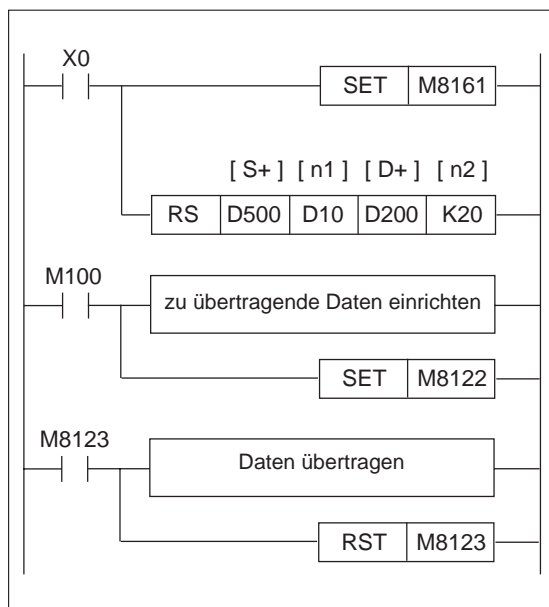 X0
SET M8161
[ S+ ] [ n1 ] [ D+ ] [ n2 ]
RS D500 D10 D200 K20
M100
zu übertragende Daten einrichten
SET M8122
M8123
Daten übertragen
RST M8123